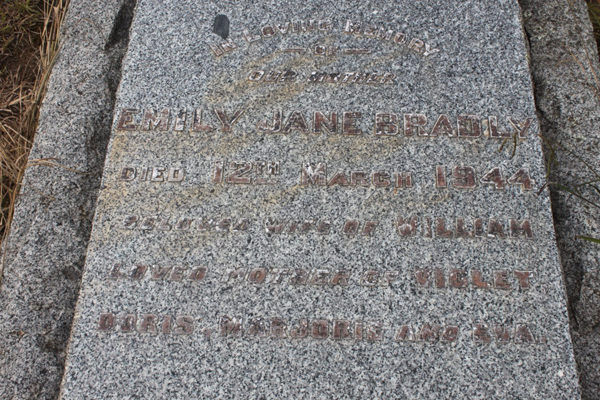 In Loving Memory
of
Our Mother
Emily Jane Bradly
Died 12th March 1944
Beloved wife of William
Loved mother of Violet
Doris, Marjorie and Eva.